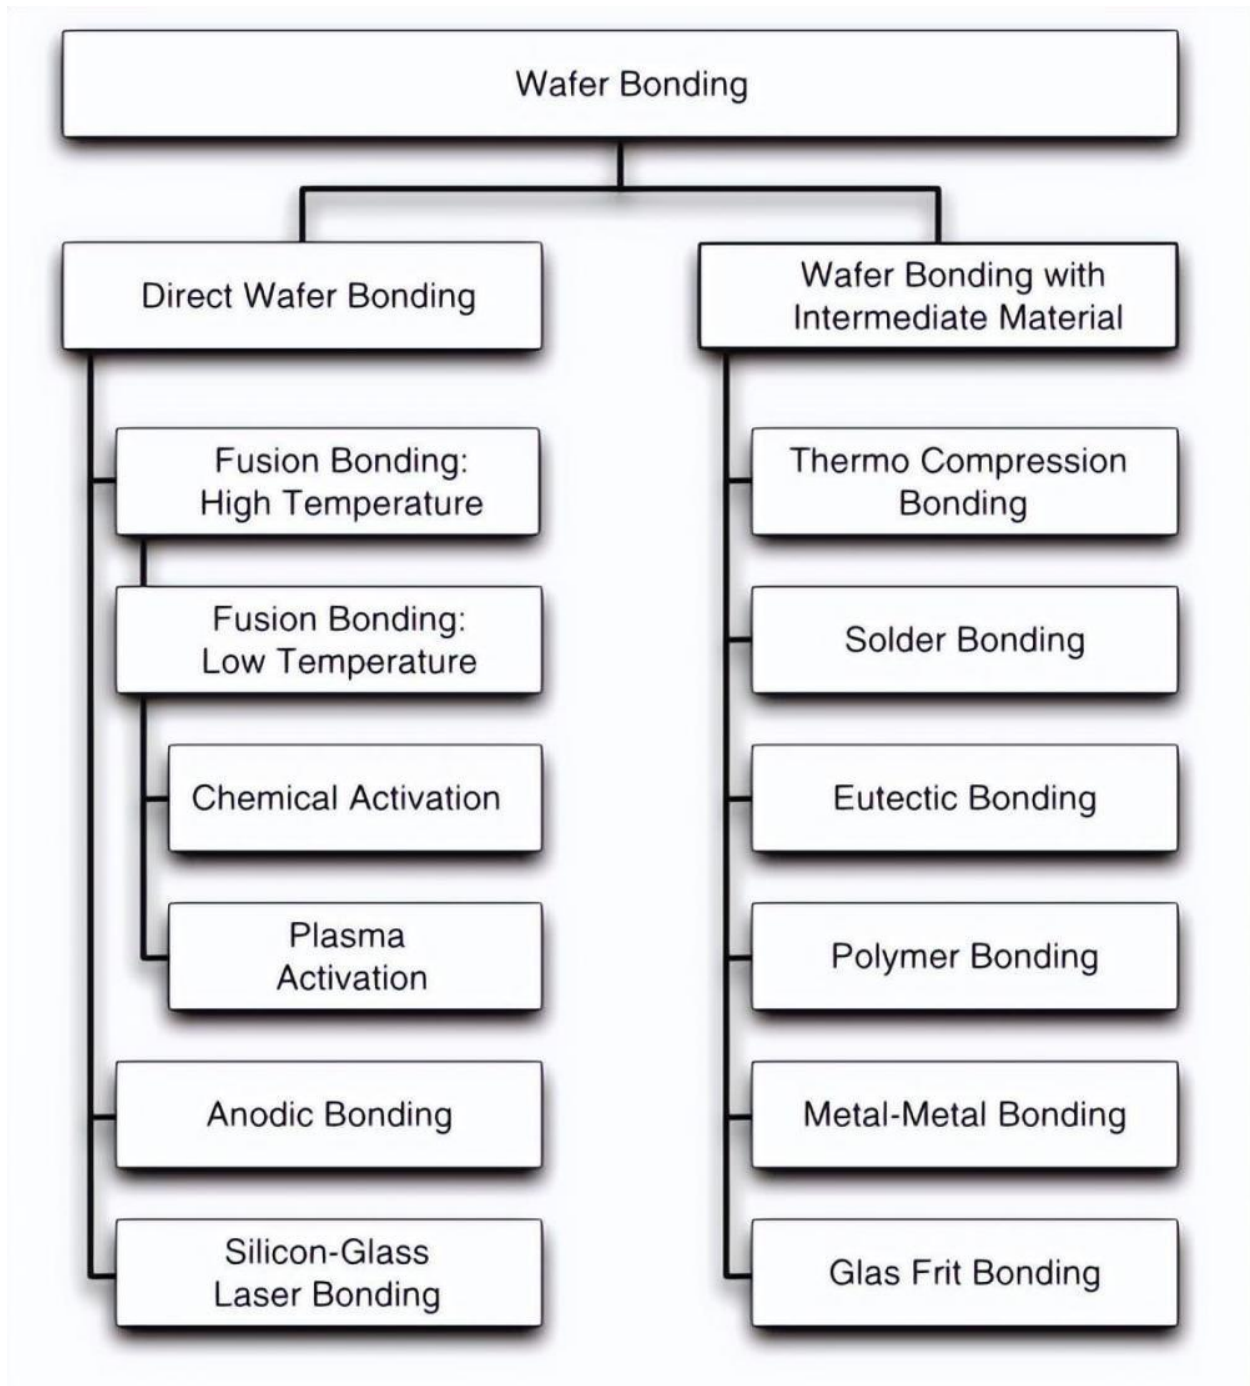 Wafer Bonding
Direct Wafer Bonding
Fusion Bonding:
High Temperature
Fusion Bonding:
Low Temperature
Chemical Activation
Plasma
Activation
Anodic Bonding
Silicon-Glass
Laser Bonding
Wafer Bonding with
Intermediate Material
Thermo Compression
Bonding
Solder Bonding
Eutectic Bonding
Polymer Bonding
Metal-Metal Bonding
Glas Frit Bonding